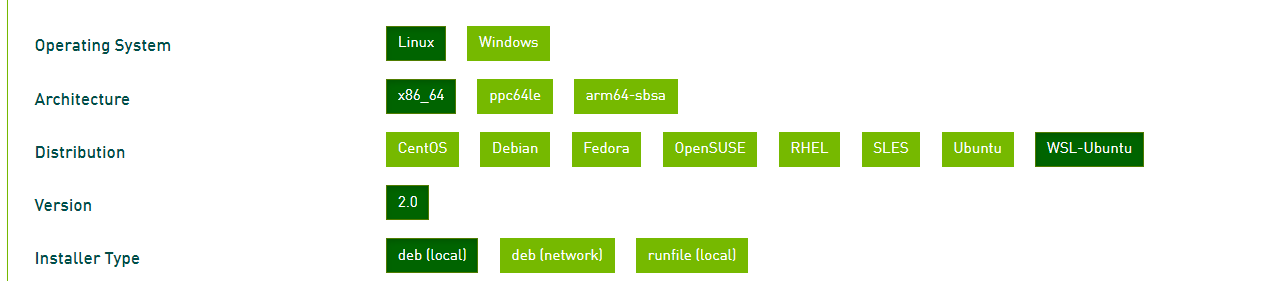 Operating System Linux Windows
Architecture x86_64 ppc64le arm64-sbsa
Distribution CentOS Debian Fedora OpenSUSE RHEL SLES Ubuntu WSL-Ubuntu
Version 2.0
Installer Type deb (local) deb (network) runfile (local)